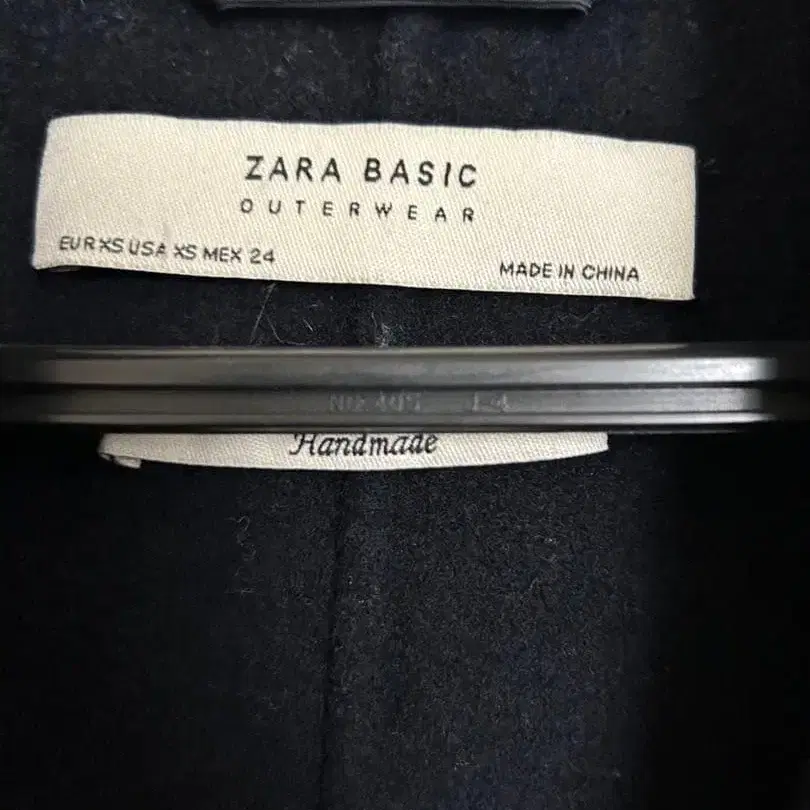 ZARA BASIC
OUTERWEAR
EUR XS USA XS MEX 24
MADE IN CHINA
Handmade